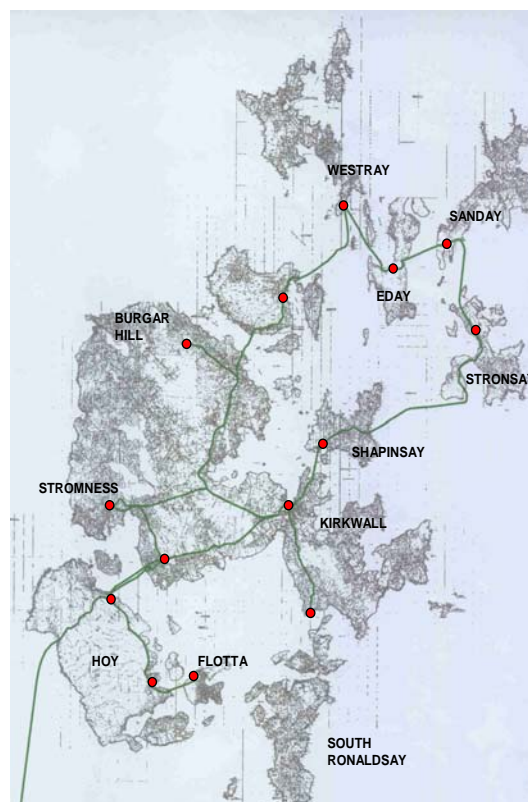 WESTRAY
SANDAY
EDAY
BURGAR
HILL
STRONSAY
SHAPINSAY
STROMNESS
KIRKWALL
HOY
FLOTTA
SOUTH
RONALDSAY